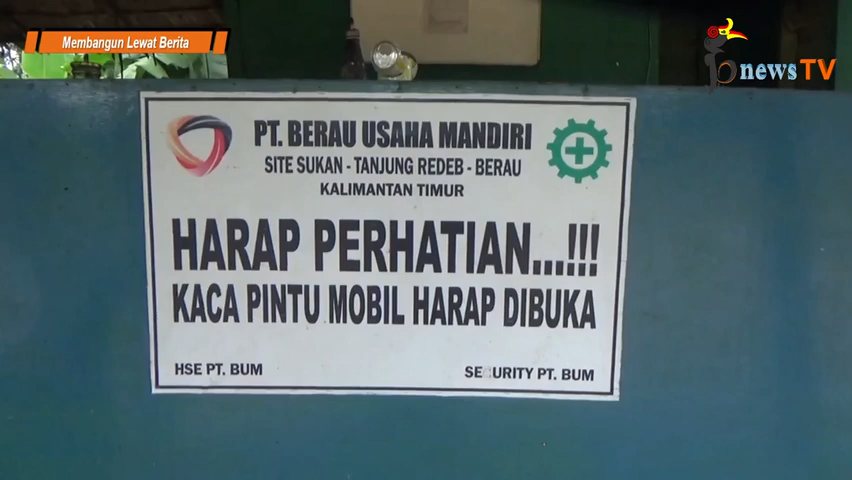 Membangun Lewat Berita
newsTV
PT. BERAU USAHA MANDIRI
SITE SUKAN - TANJUNG REDEB - BERAU
KALIMANTAN TIMUR
HARAP PERHATIAN...!!!
KACA PINTU MOBIL HARAP DIBUKA
HSE PT. BUM
SECURITY PT. BUM